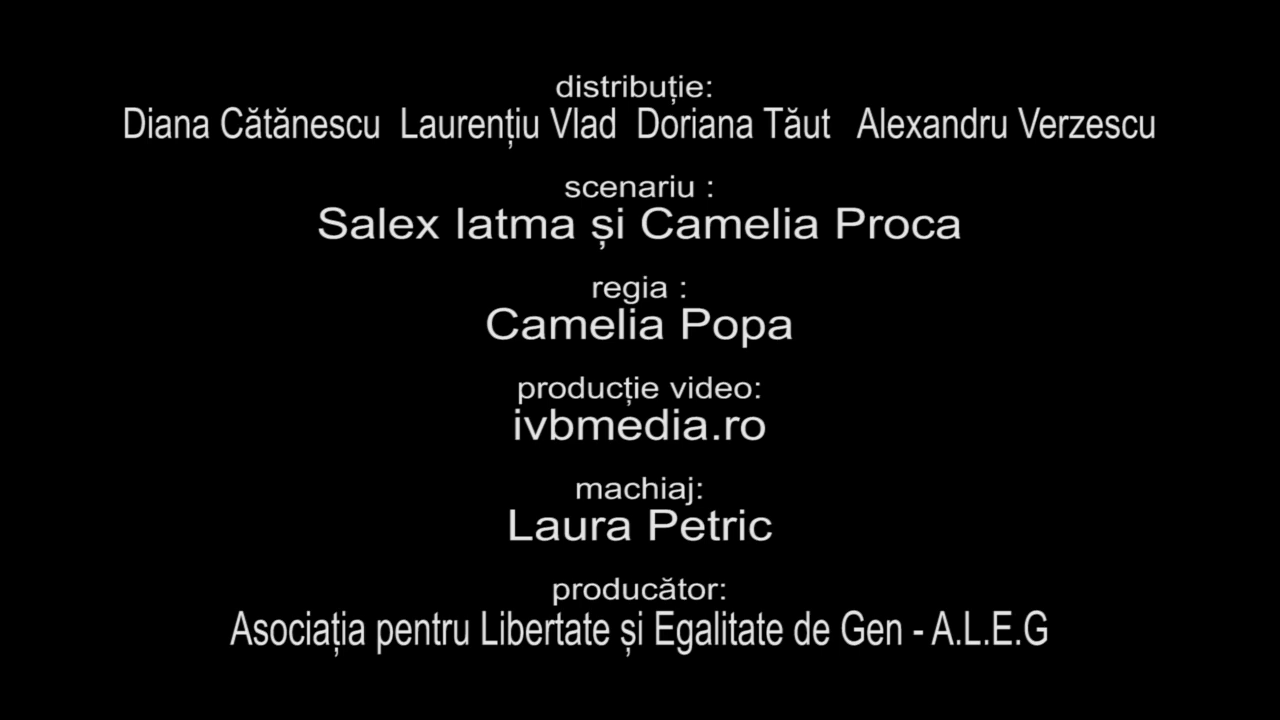 distribuție:
Diana Cătănescu Laurențiu Vlad Doriana Tăut Alexandru Verzescu
scenariu :
Salex Iatma și Camelia Proca
regia :
Camelia Popa
producție video:
ivbmedia.ro
machiaj:
Laura Petric
producător:
Asociația pentru Libertate și Egalitate de Gen - A.L.E.G